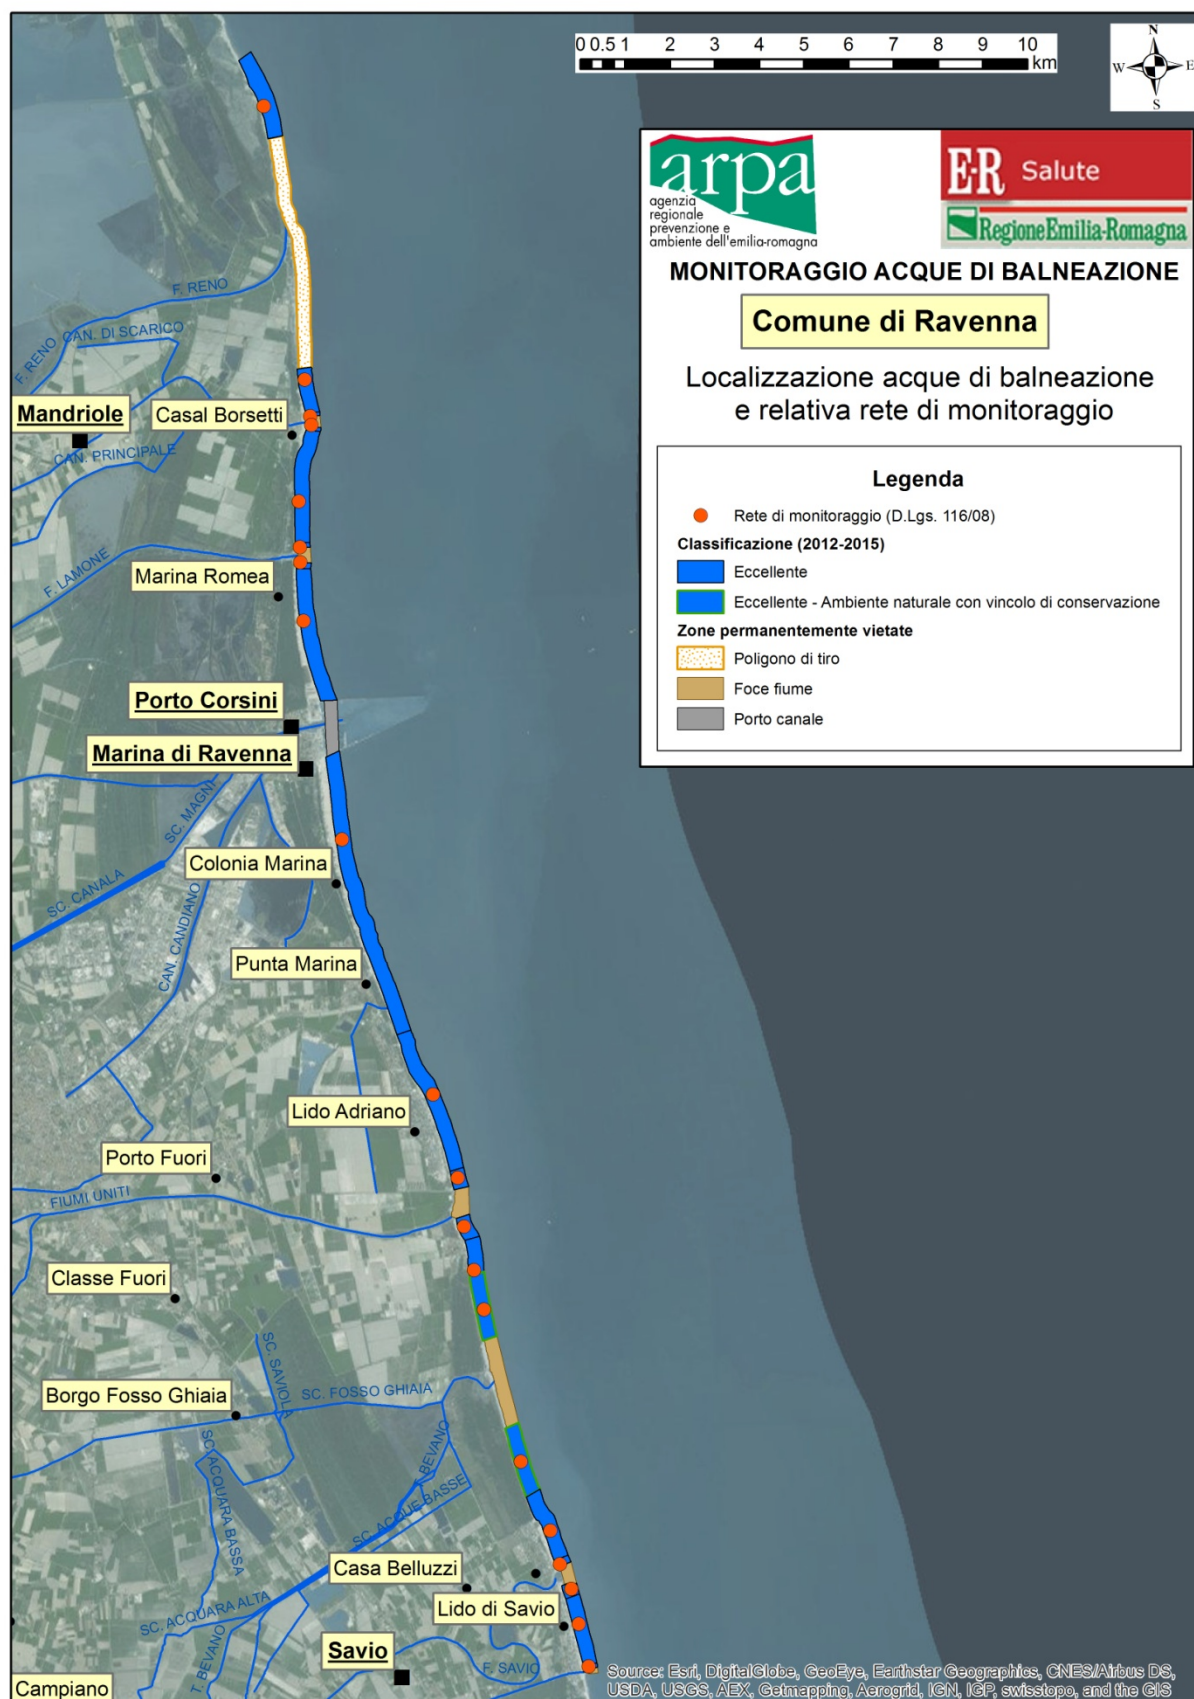 0 0.5 1 2 3 4 5 6 7 8 9 10
km
N
W E
S
arpa
agenzia
regionale
prevenzione e
ambiente dell'emilia-romagna
E-R Salute
RegioneEmilia-Romagna
MONITORAGGIO ACQUE DI BALNEAZIONE
Comune di Ravenna
Localizzazione acque di balneazione
e relativa rete di monitoraggio
Legenda
Rete di monitoraggio (D.Lgs. 116/08)
Classificazione (2012-2015)
Eccellente
Eccellente - Ambiente naturale con vincolo di conservazione
Zone permanentemente vietate
Poligono di tiro
Foce fiume
Porto canale
F. RENO
F. RENO
CAN. DI SCARICO
Mandriole
Casal Borsetti
CAN. PRINCIPALE
F. LAMONE
Marina Romea
Porto Corsini
Marina di Ravenna
SC. MAGNI
SC. CANALA
Colonia Marina
CAN. CANDIANO
Punta Marina
Lido Adriano
Porto Fuori
FIUMI UNITI
Classe Fuori
SC. SAVIOLA
Borgo Fosso Ghiaia
SC. FOSSO GHIAIA
SC. ACQUARA BASSA
T. BEVANO
SC. ACQUE BASSE
Casa Belluzzi
SC. ACQUARA ALTA
Lido di Savio
T. BEVANO
Savio
F. SAVIO
Campiano
Source: Esri, DigitalGlobe, GeoEye, Earthstar Geographics, CNES/Airbus DS,
USDA, USGS, AEX, Getmapping, Aerogrid, IGN, IGP, swisstopo, and the GIS